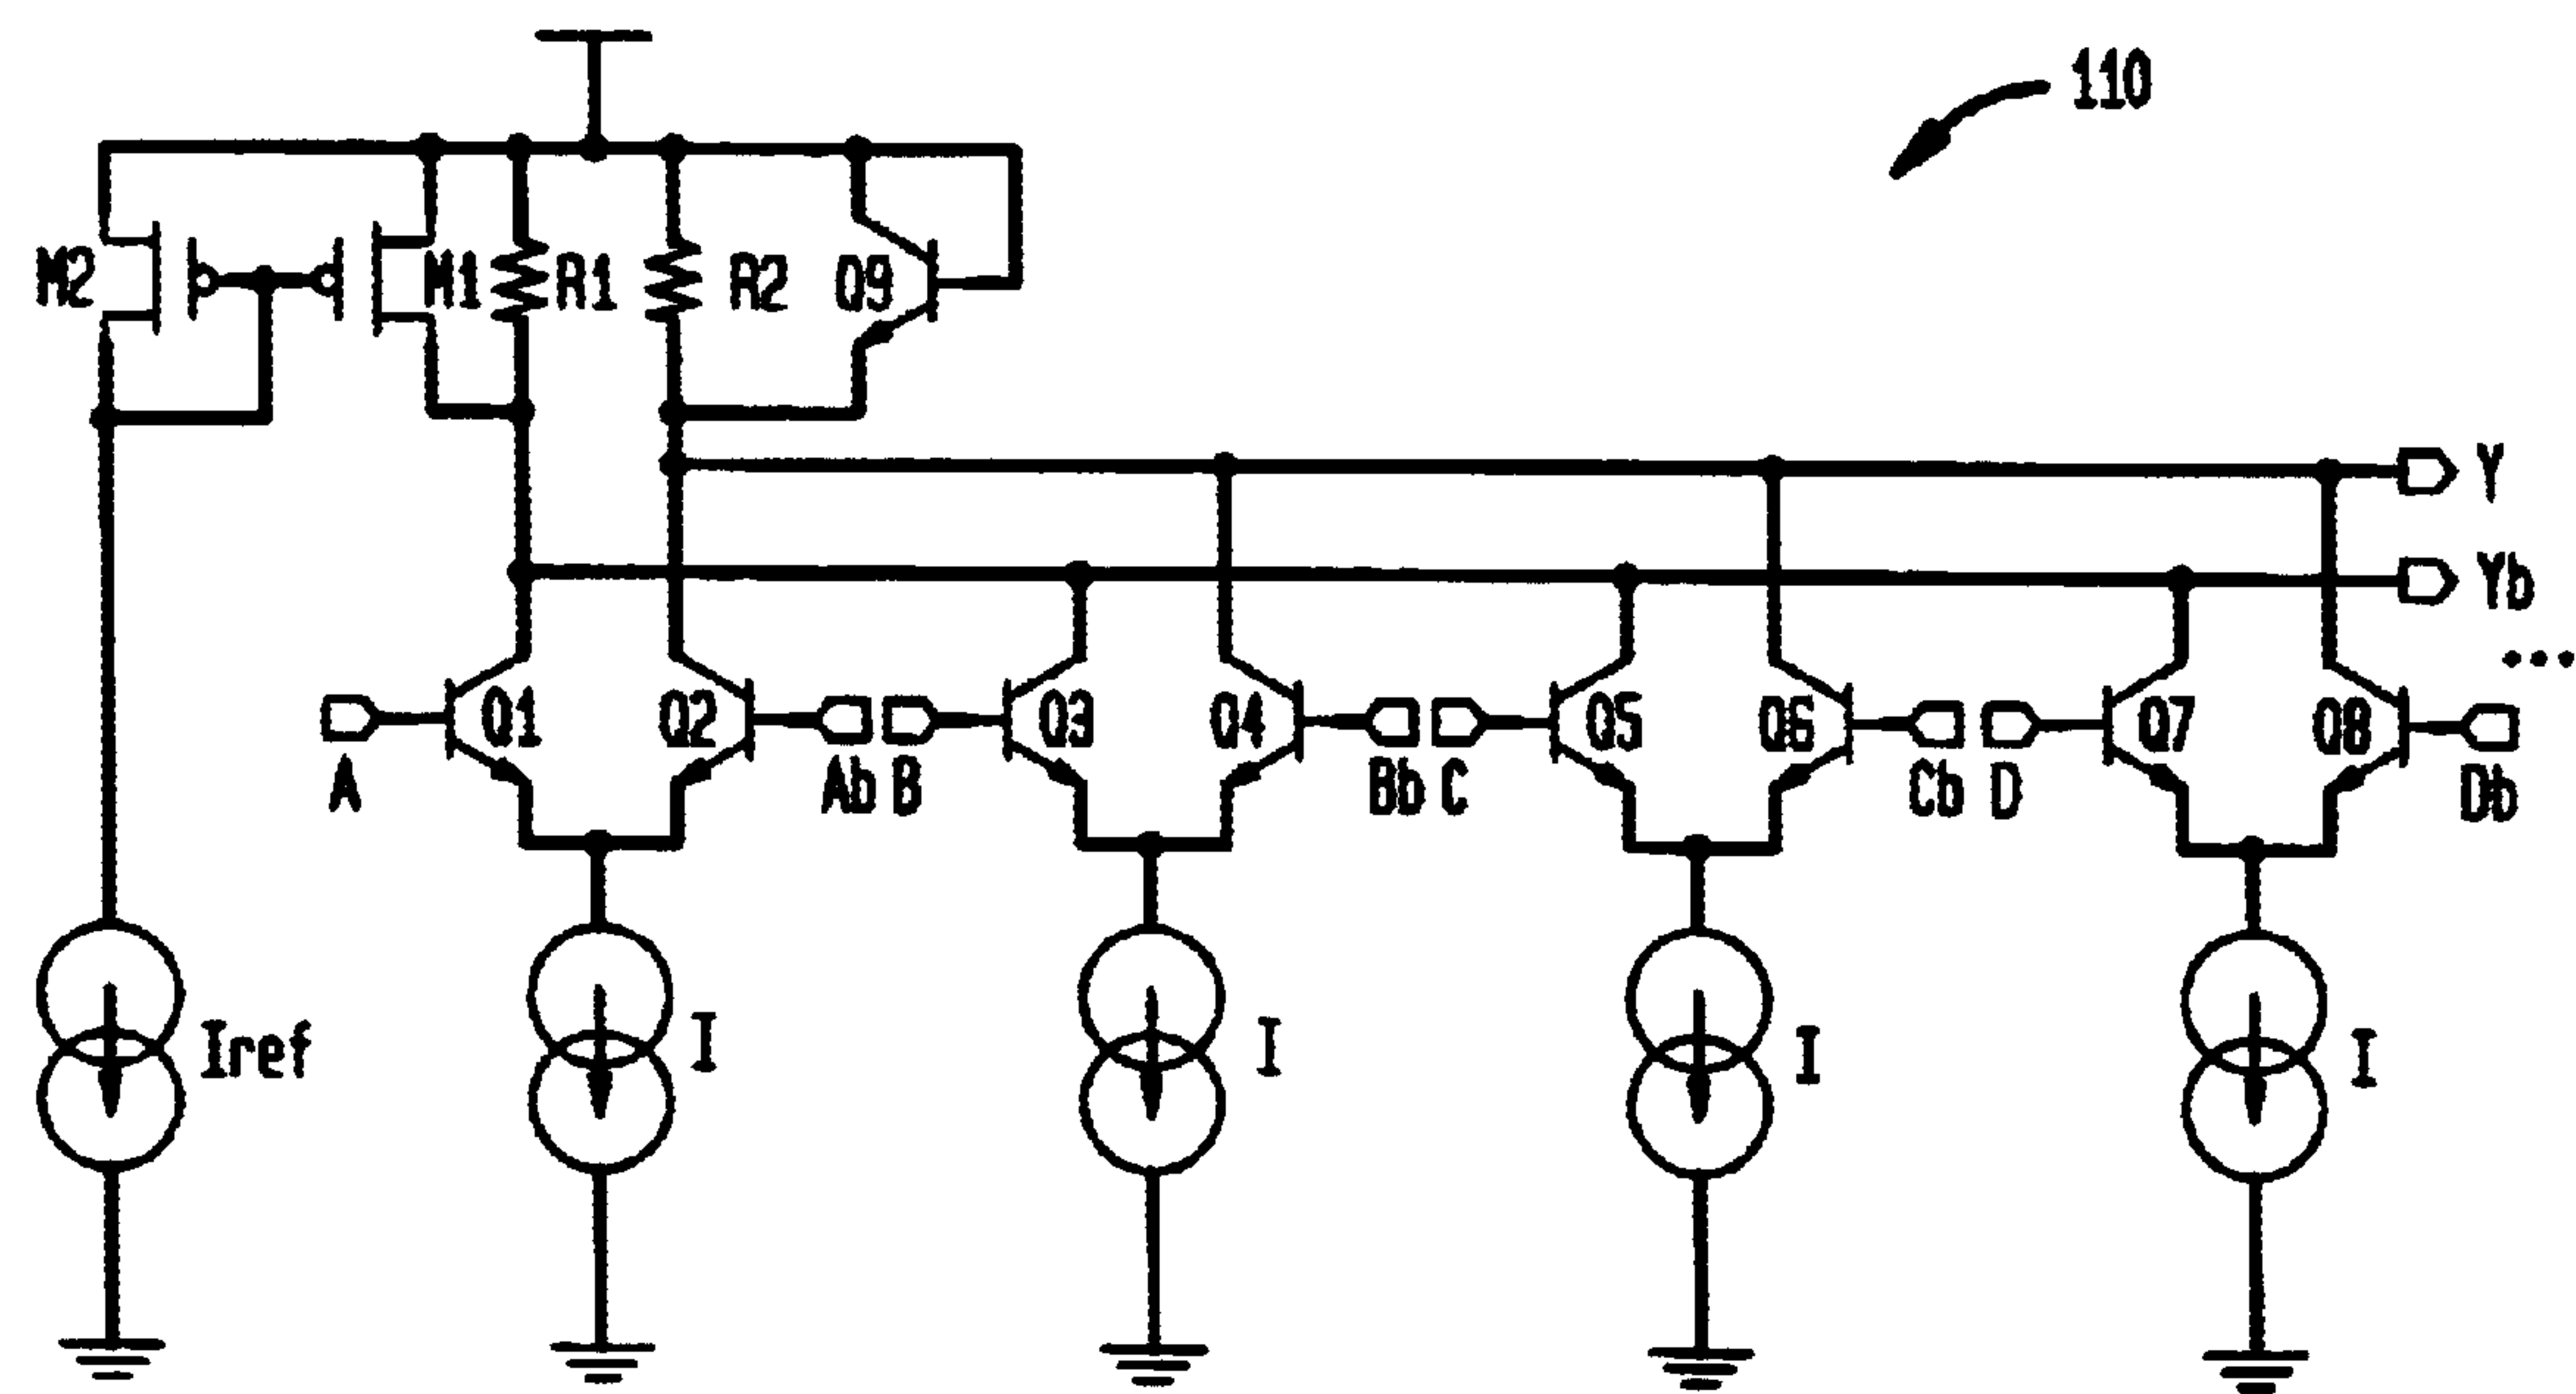 110
M2 M1 R1 R2 Q9
Y
Yb
...
Q1 Q2 Q3 Q4 Q5 Q6 Q7 Q8
A Ab B Bb C Cb D Db
Iref I I I I